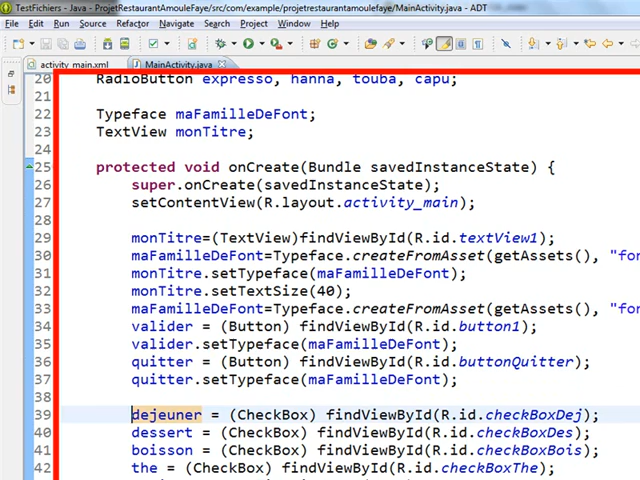 TestFichiers - Java - ProjetRestaurantAmouleFaye/src/com/example/projetrestaurantamoulefaye/MainActivity.java - ADT
File Edit Run Source Refactor Navigate Search Project Window Help
activity_main.xml MainActivity.java
20 RadioButton expresso, hanna, touba, capu;
21
22 Typeface maFamilleDeFont;
23 TextView monTitre;
24
25 protected void onCreate(Bundle savedInstanceState) {
26 super.onCreate(savedInstanceState);
27 setContentView(R.layout.activity_main);
28
29 monTitre=(TextView)findViewById(R.id.textView1);
30 maFamilleDeFont=Typeface.createFromAsset(getAssets(), "fon
31 monTitre.setTypeface(maFamilleDeFont);
32 monTitre.setTextSize(40);
33 maFamilleDeFont=Typeface.createFromAsset(getAssets(), "fon
34 valider = (Button) findViewById(R.id.button1);
35 valider.setTypeface(maFamilleDeFont);
36 quitter = (Button) findViewById(R.id.buttonQuitter);
37 quitter.setTypeface(maFamilleDeFont);
38
39 dejeuner = (CheckBox) findViewById(R.id.checkBoxDej);
40 dessert = (CheckBox) findViewById(R.id.checkBoxDes);
41 boisson = (CheckBox) findViewById(R.id.checkBoxBois);
42 the = (CheckBox) findViewById(R.id.checkBoxThe);